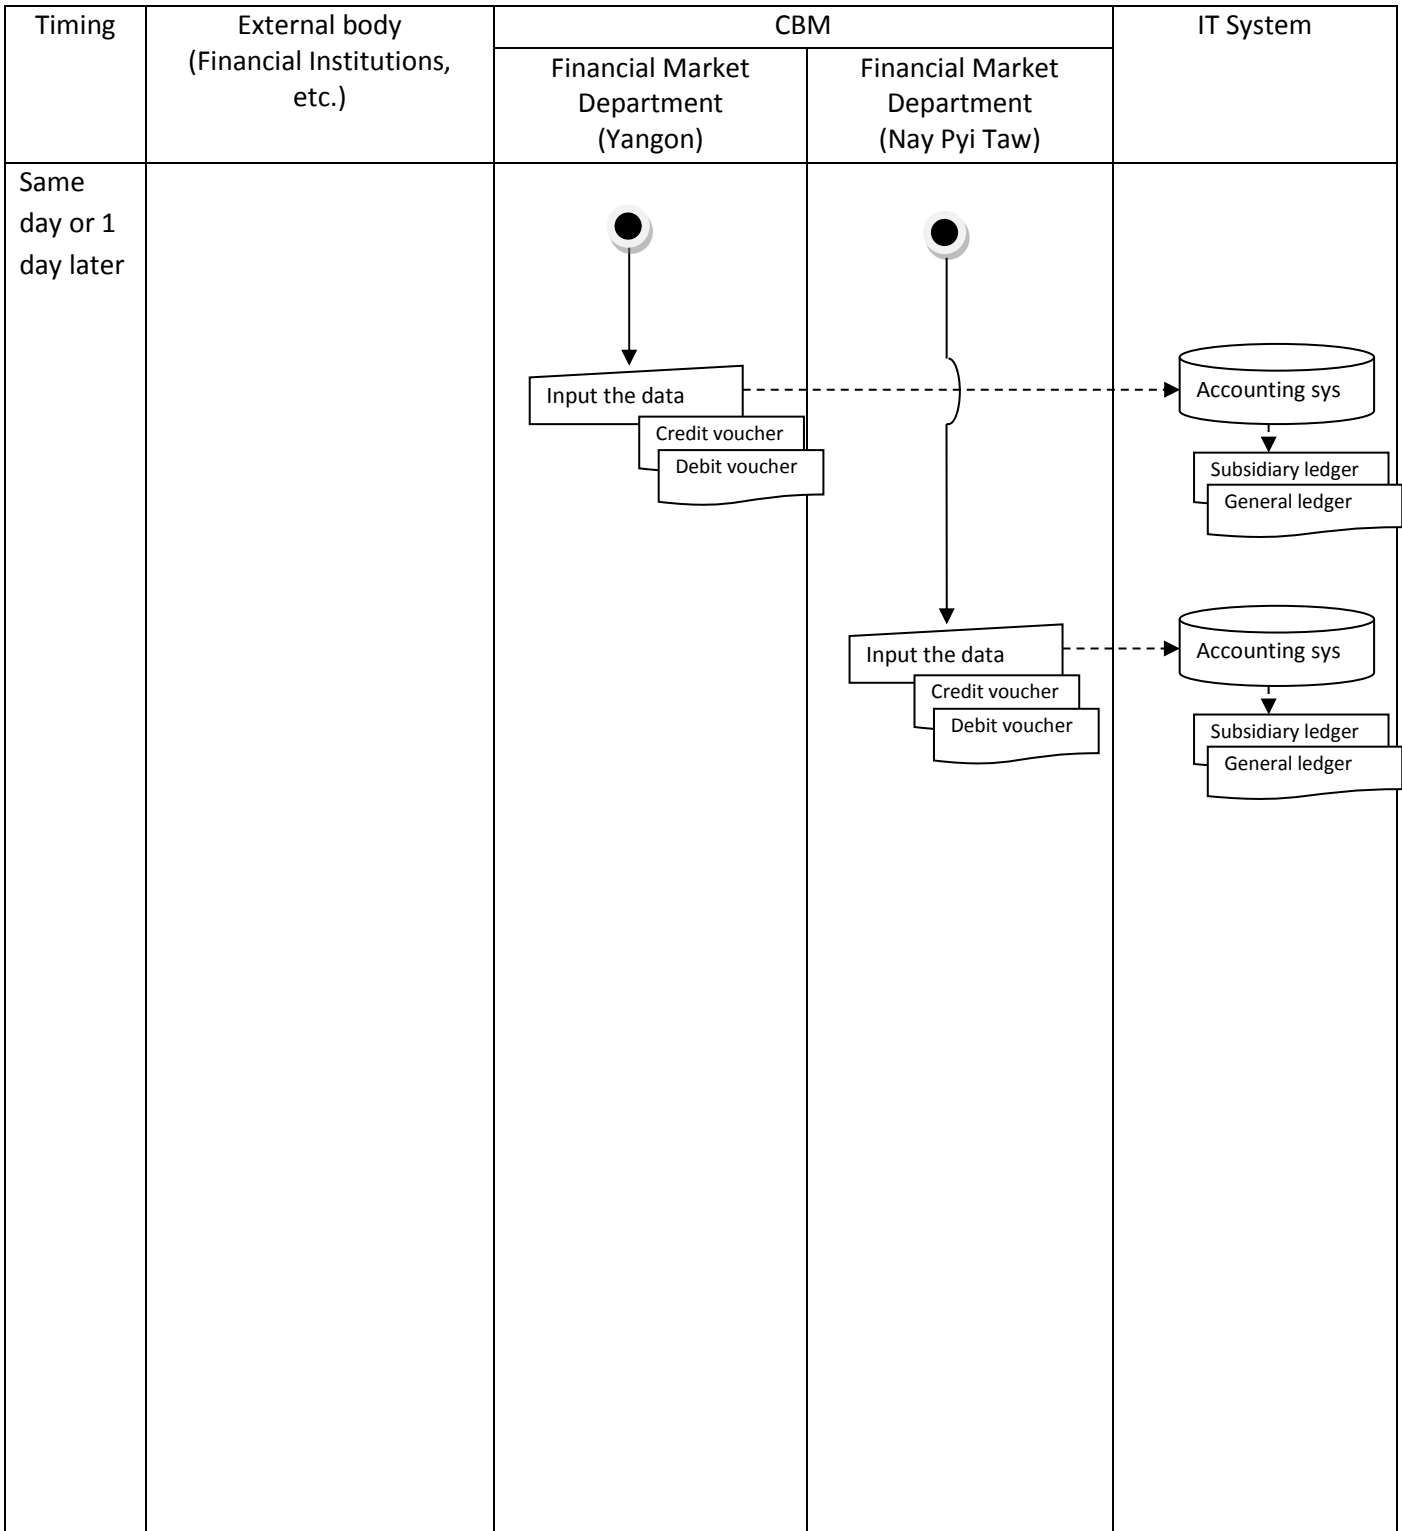 Timing
External body
(Financial Institutions,
etc.)
CBM
IT System
Financial Market
Department
(Yangon)
Financial Market
Department
(Nay Pyi Taw)
Same
day or 1
day later
Input the data
Credit voucher
Debit voucher
Accounting sys
Subsidiary ledger
General ledger
Input the data
Credit voucher
Debit voucher
Accounting sys
Subsidiary ledger
General ledger